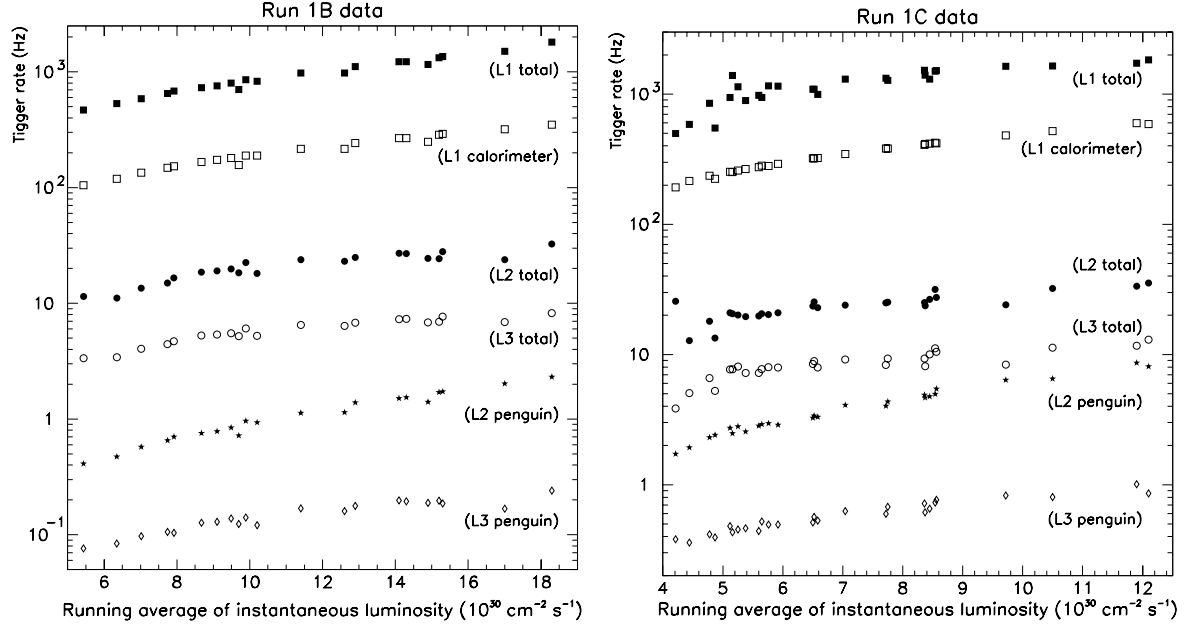 Run 1B data
Tigger rate (Hz)
10³
10²
10
1
10⁻¹
(L1 total)
(L1 calorimeter)
(L2 total)
(L3 total)
(L2 penguin)
(L3 penguin)
6 8 10 12 14 16 18
Running average of instantaneous luminosity (10³⁰ cm⁻² s⁻¹)
Run 1C data
Tigger rate (Hz)
10³
10²
10
1
(L1 total)
(L1 calorimeter)
(L2 total)
(L3 total)
(L2 penguin)
(L3 penguin)
4 5 6 7 8 9 10 11 12
Running average of instantaneous luminosity (10³⁰ cm⁻² s⁻¹)